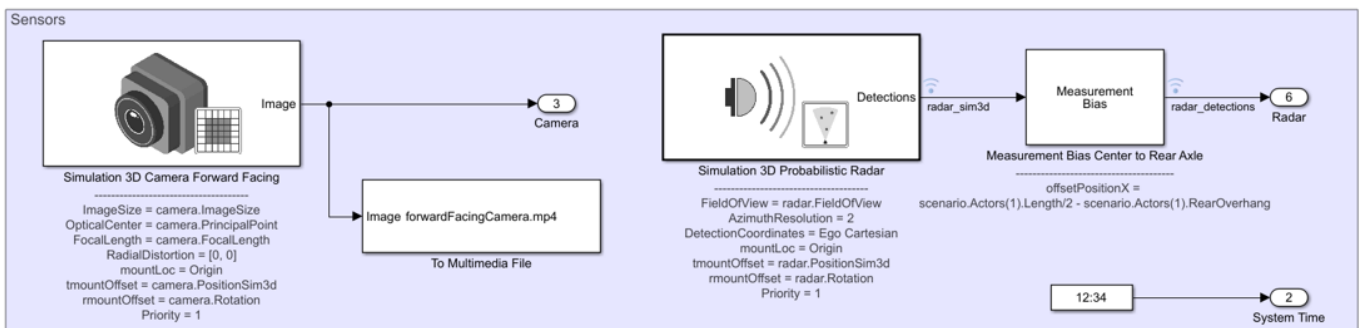 Sensors
Image
3
Camera
Simulation 3D Camera Forward Facing
------------------------------------
ImageSize = camera.ImageSize
OpticalCenter = camera.PrincipalPoint
FocalLength = camera.FocalLength
RadialDistortion = [0, 0]
mountLoc = Origin
tmountOffset = camera.PositionSim3d
rmountOffset = camera.Rotation
Priority = 1
Image forwardFacingCamera.mp4
To Multimedia File
Detections
radar_sim3d
Simulation 3D Probabilistic Radar
------------------------------------
FieldOfView = radar.FieldOfView
AzimuthResolution = 2
DetectionCoordinates = Ego Cartesian
mountLoc = Origin
tmountOffset = radar.PositionSim3d
rmountOffset = radar.Rotation
Priority = 1
Measurement
Bias
radar_detections
6
Radar
Measurement Bias Center to Rear Axle
------------------------------------
offsetPositionX =
scenario.Actors(1).Length/2 - scenario.Actors(1).RearOverhang
12:34
2
System Time